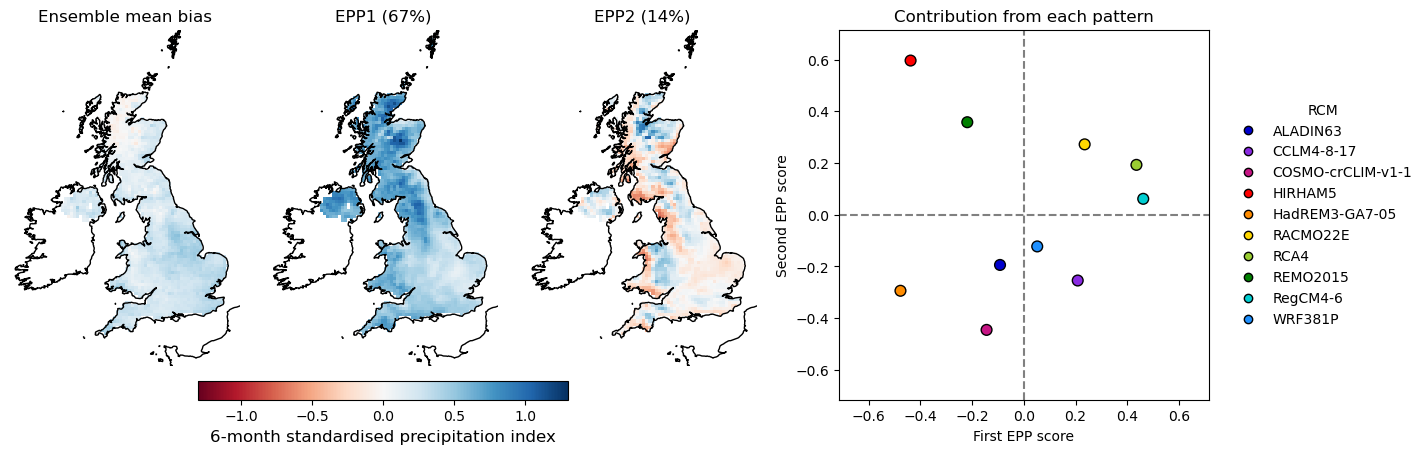 Ensemble mean bias
EPP1 (67%)
EPP2 (14%)
Contribution from each pattern
−1.0
−0.5
0.0
0.5
1.0
6-month standardised precipitation index
Second EPP score
0.6
0.4
0.2
0.0
−0.2
−0.4
−0.6
−0.6
−0.4
−0.2
0.0
0.2
0.4
0.6
First EPP score
RCM
ALADIN63
CCLM4-8-17
COSMO-crCLIM-v1-1
HIRHAM5
HadREM3-GA7-05
RACMO22E
RCA4
REMO2015
RegCM4-6
WRF381P